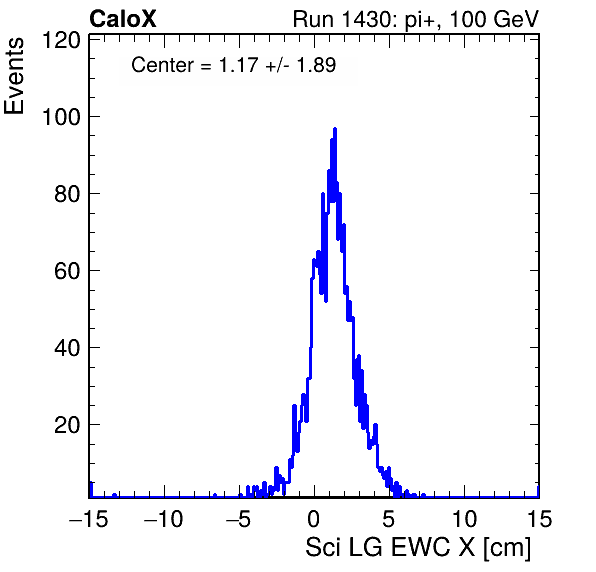 CaloX Run 1430: pi+, 100 GeV
Center = 1.17 +/- 1.89
Events
120
100
80
60
40
20
−15 −10 −5 0 5 10 15
Sci LG EWC X [cm]